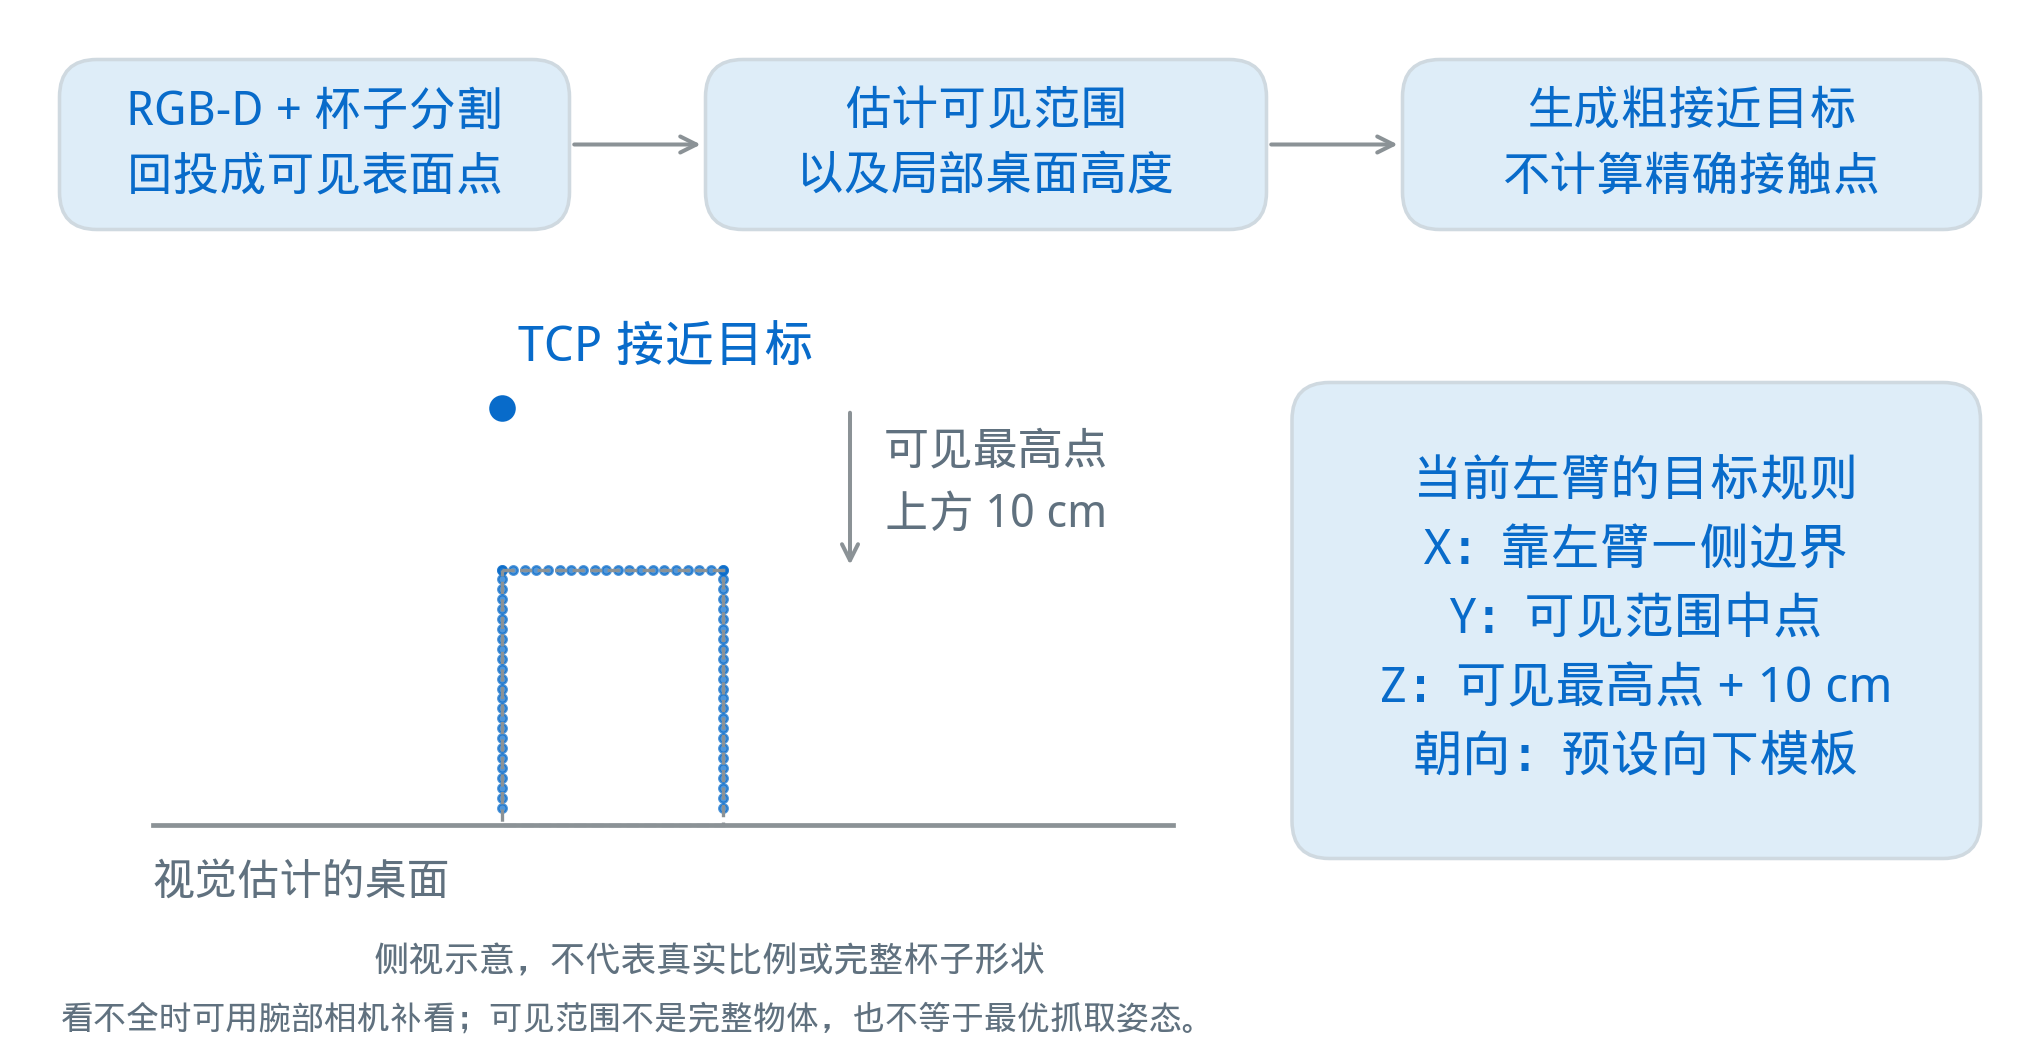 RGB-D + 杯子分割
回投成可见表面点
估计可见范围
以及局部桌面高度
生成粗接近目标
不计算精确接触点
TCP 接近目标
可见最高点
上方 10 cm
当前左臂的目标规则
X：靠左臂一侧边界
Y：可见范围中点
Z：可见最高点 + 10 cm
朝向：预设向下模板
视觉估计的桌面
侧视示意，不代表真实比例或完整杯子形状
看不全时可用腕部相机补看；可见范围不是完整物体，也不等于最优抓取姿态。